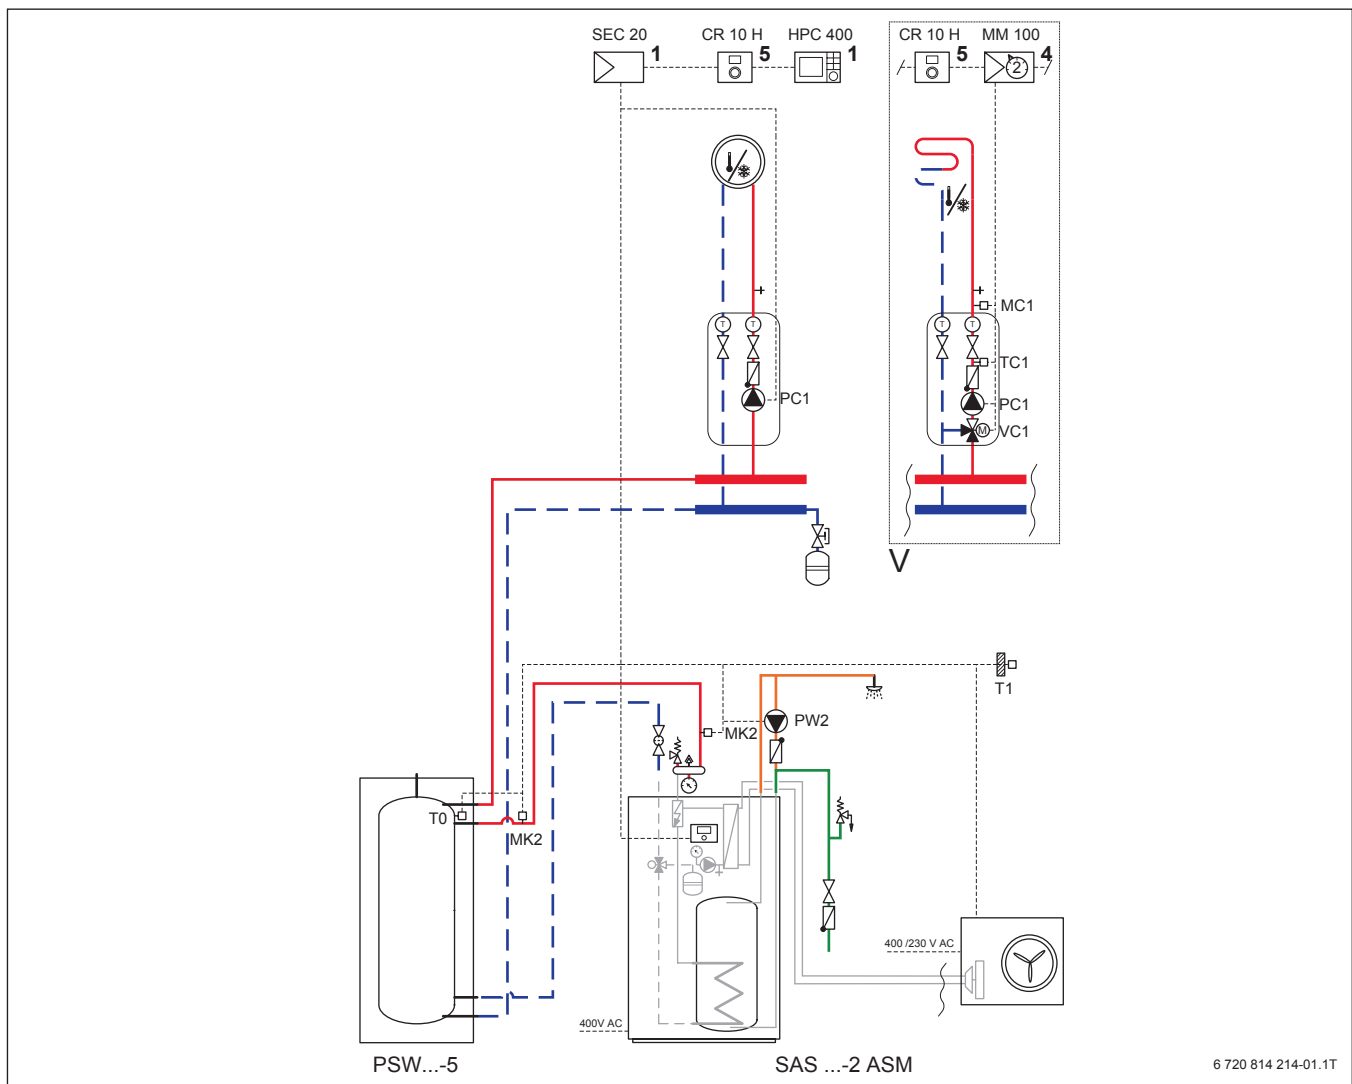 SEC 20 1 CR 10 H 5 HPC 400 1 CR 10 H 5 MM 100 4
2
MC1
T T T T
TC1
PC1 PC1
M VC1
V
T1
PW2
MK2
T0
MK2
400 /230 V AC
400V AC
PSW...-5 SAS ...-2 ASM 6 720 814 214-01.1T